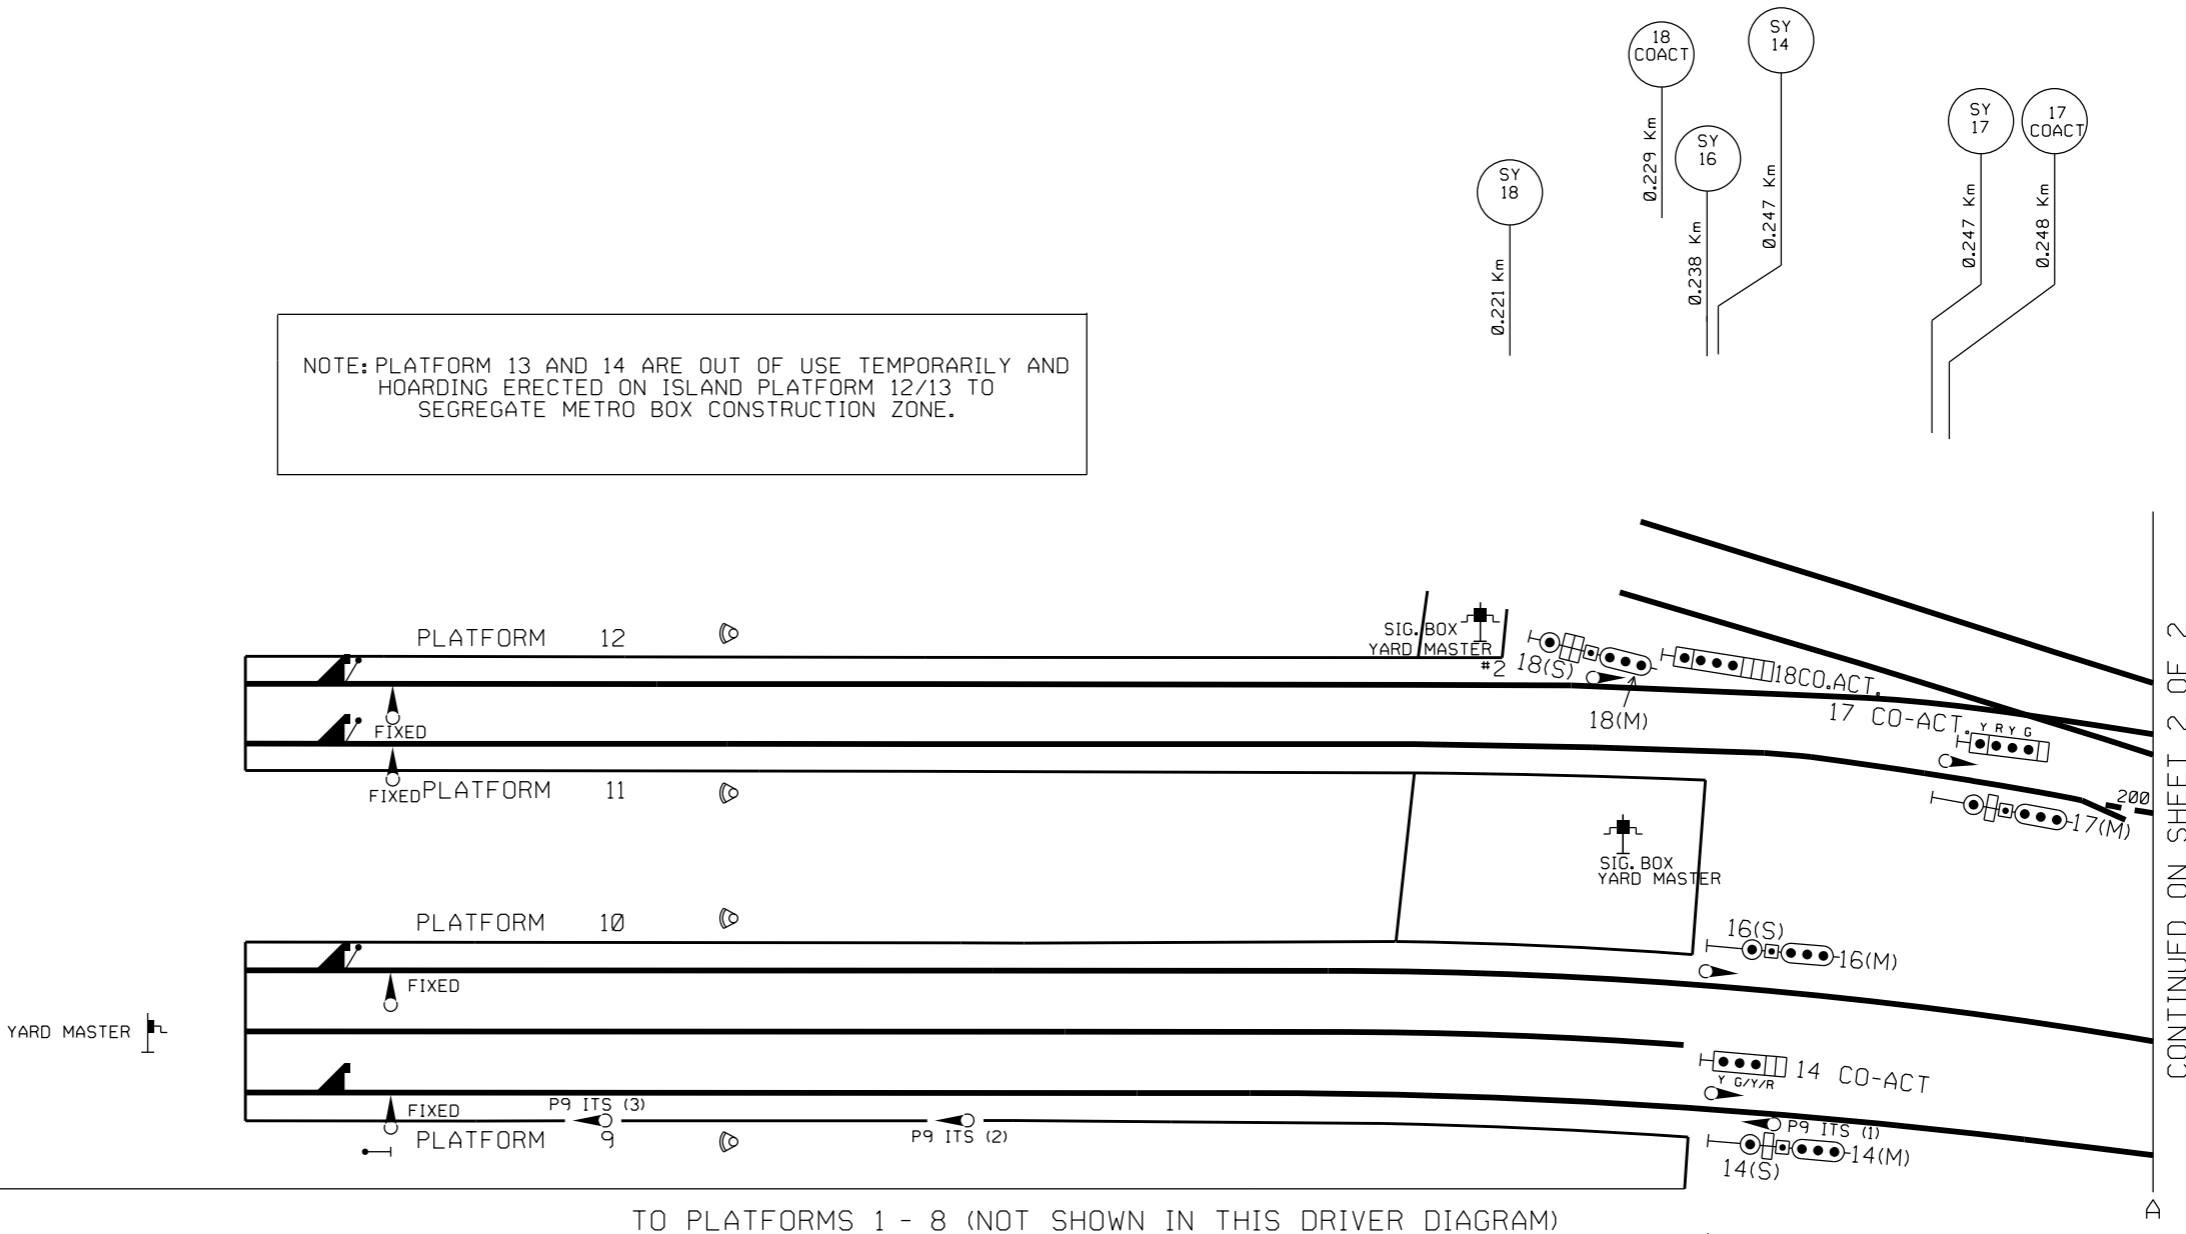 18
COACT
SY
14
SY
17
17
COACT
SY
16
SY
18
0.229 Km
0.247 Km
0.247 Km
0.248 Km
0.238 Km
0.221 Km
NOTE: PLATFORM 13 AND 14 ARE OUT OF USE TEMPORARILY AND
HOARDING ERECTED ON ISLAND PLATFORM 12/13 TO
SEGREGATE METRO BOX CONSTRUCTION ZONE.
PLATFORM 12
SIG. BOX
YARD MASTER
#2
18(S)
18CO.ACT.
18(M)
17 CO-ACT.
Y R Y G
FIXED
FIXED
PLATFORM 11
200
17(M)
SIG. BOX
YARD MASTER
PLATFORM 10
16(S)
16(M)
FIXED
YARD MASTER
14 CO-ACT
Y G/Y/R
FIXED
P9 ITS (3)
PLATFORM 9
P9 ITS (2)
P9 ITS (1)
14(M)
14(S)
CONTINUED ON SHEET 2 OF 2
A
TO PLATFORMS 1 - 8 (NOT SHOWN IN THIS DRIVER DIAGRAM)